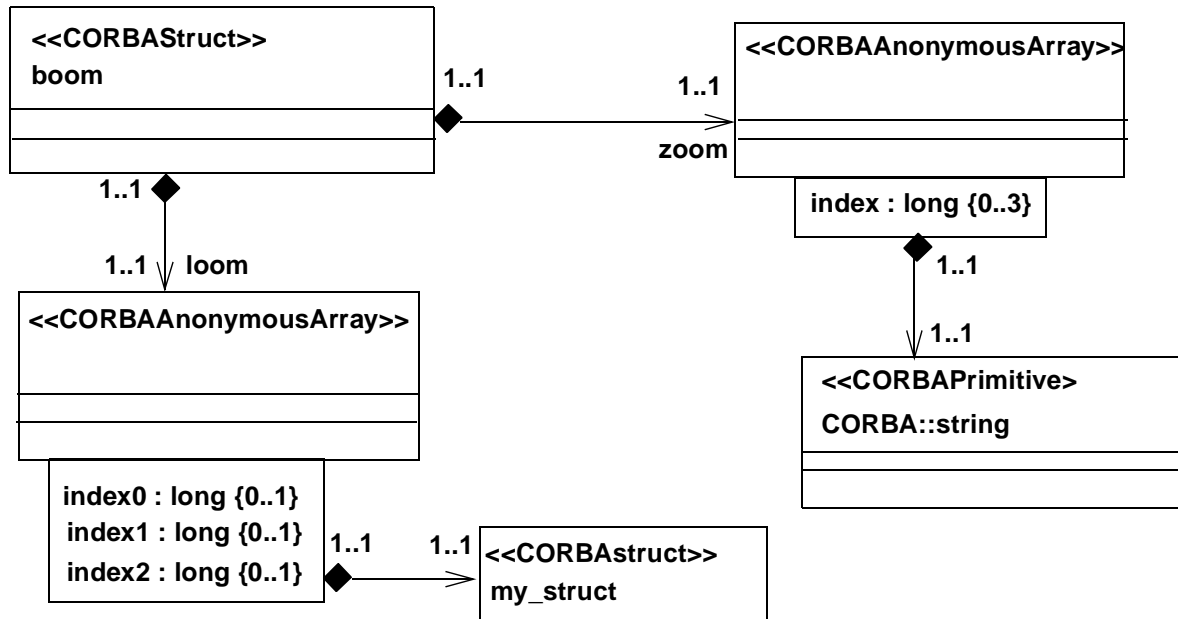 <<CORBAStruct>>
boom
1..1
1..1
zoom
<<CORBAAnonymousArray>>
index : long {0..3}
1..1
1..1
<<CORBAPrimitive>
CORBA::string
1..1
1..1
loom
<<CORBAAnonymousArray>>
index0 : long {0..1}
index1 : long {0..1}
index2 : long {0..1}
1..1
1..1
<<CORBAstruct>>
my_struct